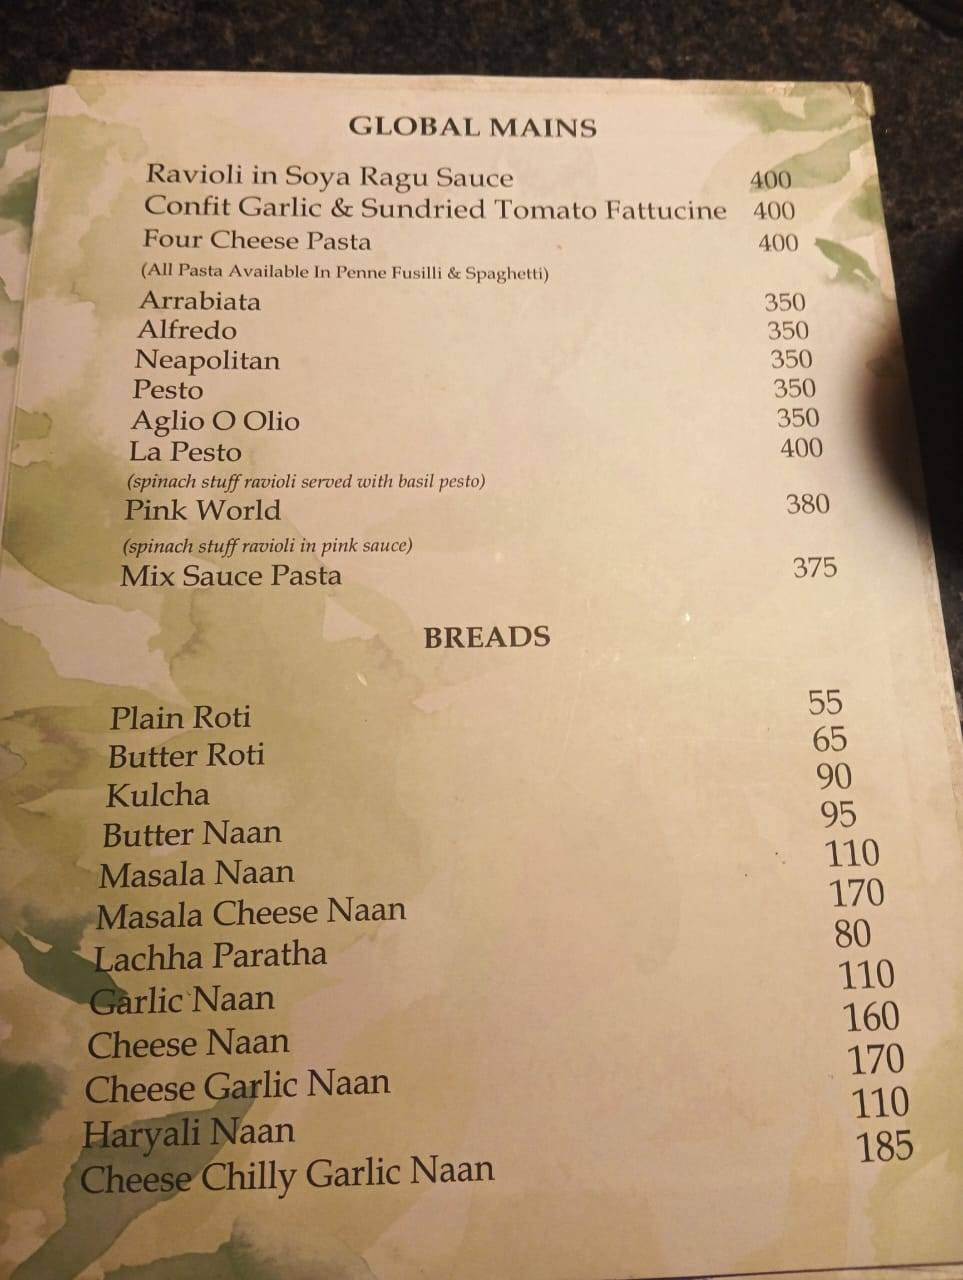 GLOBAL MAINS
Ravioli in Soya Ragu Sauce 400
Confit Garlic & Sundried Tomato Fattucine 400
Four Cheese Pasta 400
(All Pasta Available In Penne Fusilli & Spaghetti)
Arrabiata 350
Alfredo 350
Neapolitan 350
Pesto 350
Aglio O Olio 350
La Pesto 400
(spinach stuff ravioli served with basil pesto)
Pink World 380
(spinach stuff ravioli in pink sauce)
Mix Sauce Pasta 375
BREADS
Plain Roti 55
Butter Roti 65
Kulcha 90
Butter Naan 95
Masala Naan 110
Masala Cheese Naan 170
Lachha Paratha 80
Garlic Naan 110
Cheese Naan 160
Cheese Garlic Naan 170
Haryali Naan 110
Cheese Chilly Garlic Naan 185